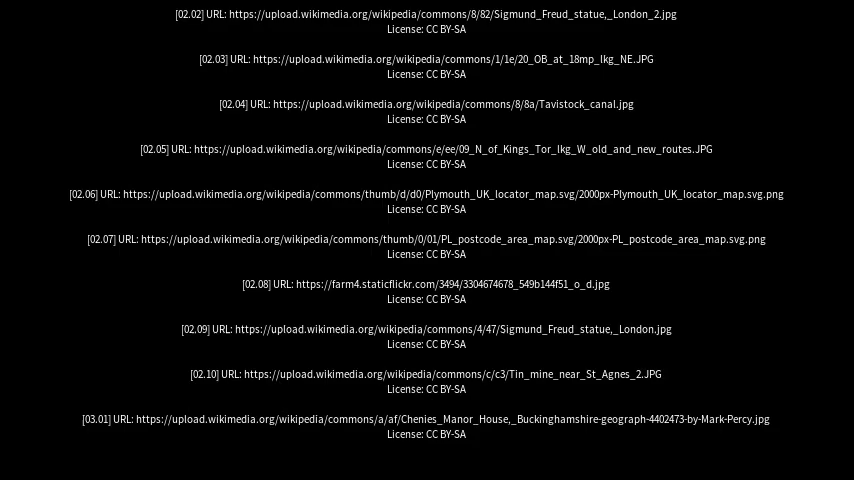 [02.02] URL: https://upload.wikimedia.org/wikipedia/commons/8/82/Sigmund_Freud_statue,_London_2.jpg
License: CC BY-SA
[02.03] URL: https://upload.wikimedia.org/wikipedia/commons/1/1e/20_OB_at_18mp_lkg_NE.JPG
License: CC BY-SA
[02.04] URL: https://upload.wikimedia.org/wikipedia/commons/8/8a/Tavistock_canal.jpg
License: CC BY-SA
[02.05] URL: https://upload.wikimedia.org/wikipedia/commons/e/ee/09_N_of_Kings_Tor_lkg_W_old_and_new_routes.JPG
License: CC BY-SA
[02.06] URL: https://upload.wikimedia.org/wikipedia/commons/thumb/d/d0/Plymouth_UK_locator_map.svg/2000px-Plymouth_UK_locator_map.svg.png
License: CC BY-SA
[02.07] URL: https://upload.wikimedia.org/wikipedia/commons/thumb/0/01/PL_postcode_area_map.svg/2000px-PL_postcode_area_map.svg.png
License: CC BY-SA
[02.08] URL: https://farm4.staticflickr.com/3494/3304674678_549b144f51_o_d.jpg
License: CC BY-SA
[02.09] URL: https://upload.wikimedia.org/wikipedia/commons/4/47/Sigmund_Freud_statue,_London.jpg
License: CC BY-SA
[02.10] URL: https://upload.wikimedia.org/wikipedia/commons/c/c3/Tin_mine_near_St_Agnes_2.JPG
License: CC BY-SA
[03.01] URL: https://upload.wikimedia.org/wikipedia/commons/a/af/Chenies_Manor_House,_Buckinghamshire-geograph-4402473-by-Mark-Percy.jpg
License: CC BY-SA